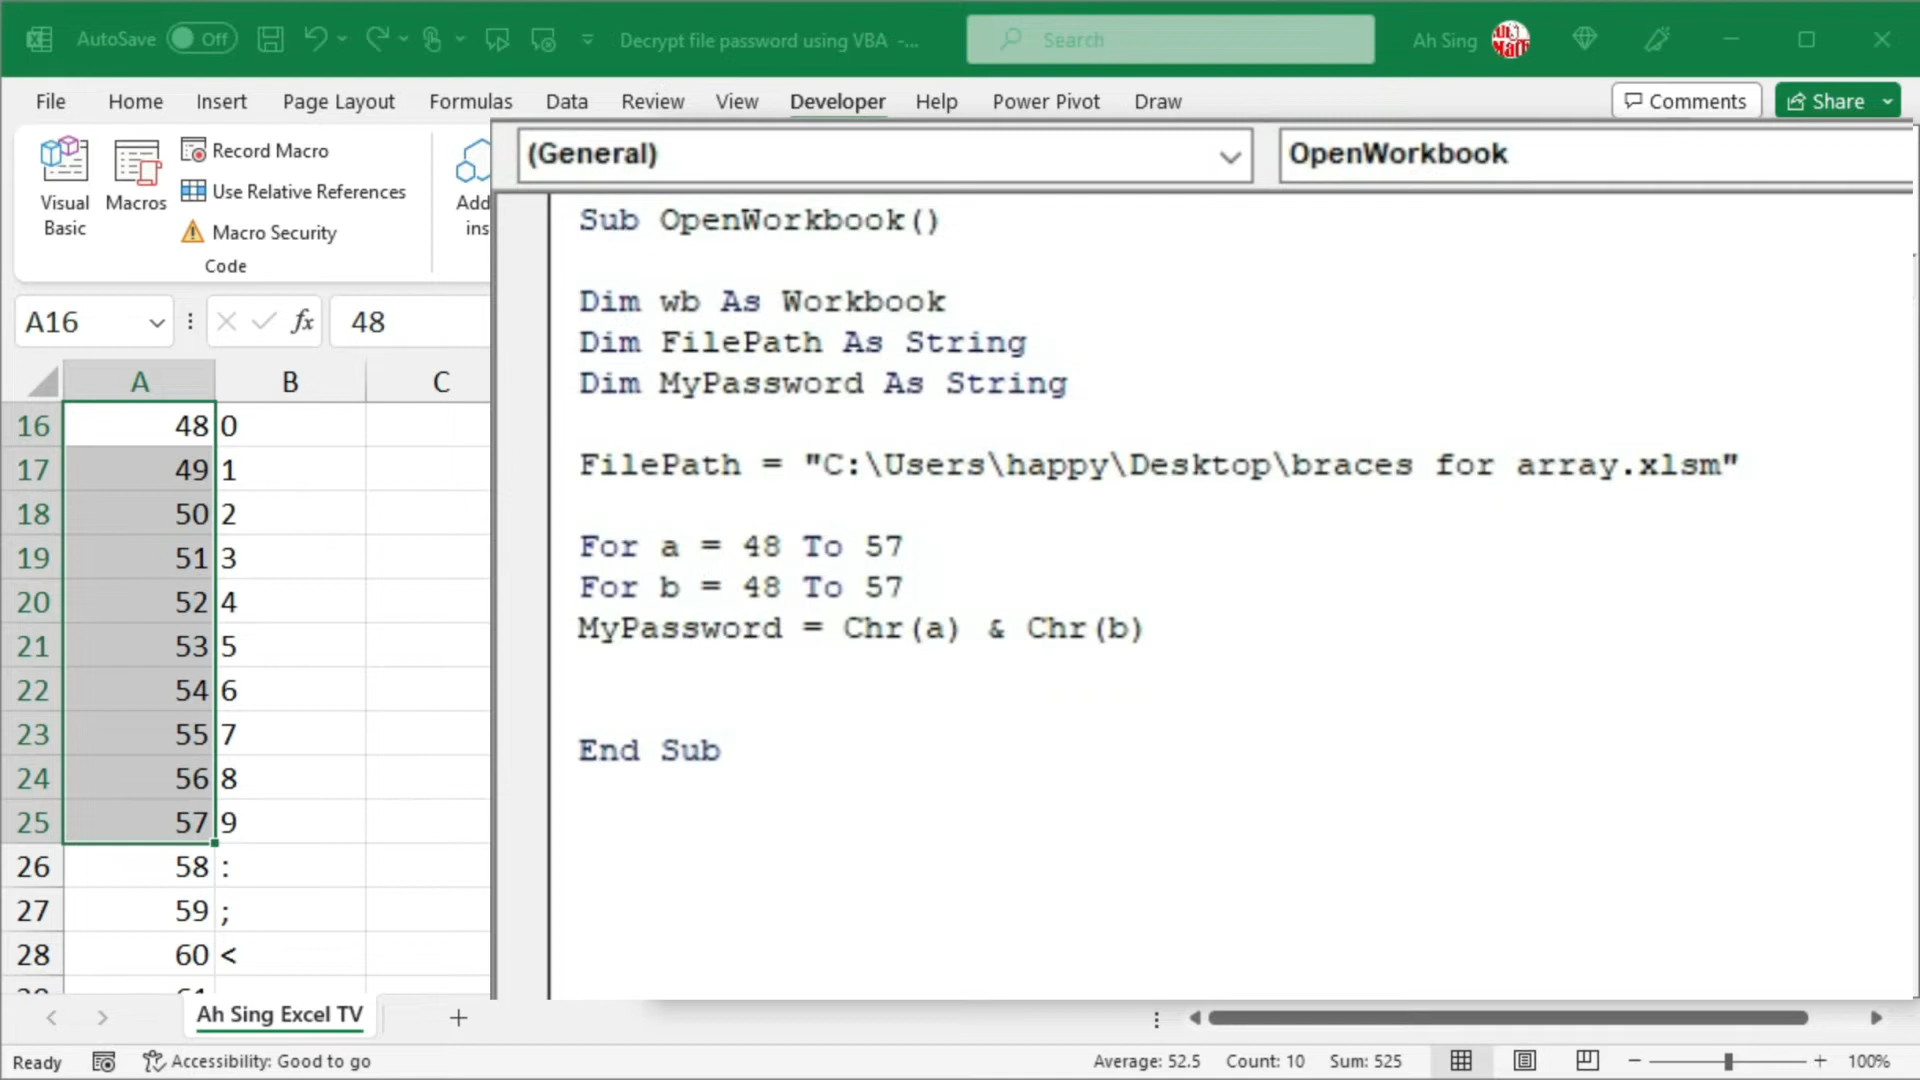 AutoSave Off Decrypt file password using VBA -... Search Ah Sing
File Home Insert Page Layout Formulas Data Review View Developer Help Power Pivot Draw Comments Share
Visual Basic
Macros
Record Macro
Use Relative References
Macro Security
Code
Add
ins
(General) OpenWorkbook
A16 fx 48
A B C
16 48 0
17 49 1
18 50 2
19 51 3
20 52 4
21 53 5
22 54 6
23 55 7
24 56 8
25 57 9
26 58 :
27 59 ;
28 60 <
Sub OpenWorkbook()
Dim wb As Workbook
Dim FilePath As String
Dim MyPassword As String
FilePath = "C:\Users\happy\Desktop\braces for array.xlsm"
For a = 48 To 57
For b = 48 To 57
MyPassword = Chr(a) & Chr(b)
End Sub
Ah Sing Excel TV
Ready Accessibility: Good to go Average: 52.5 Count: 10 Sum: 525 100%